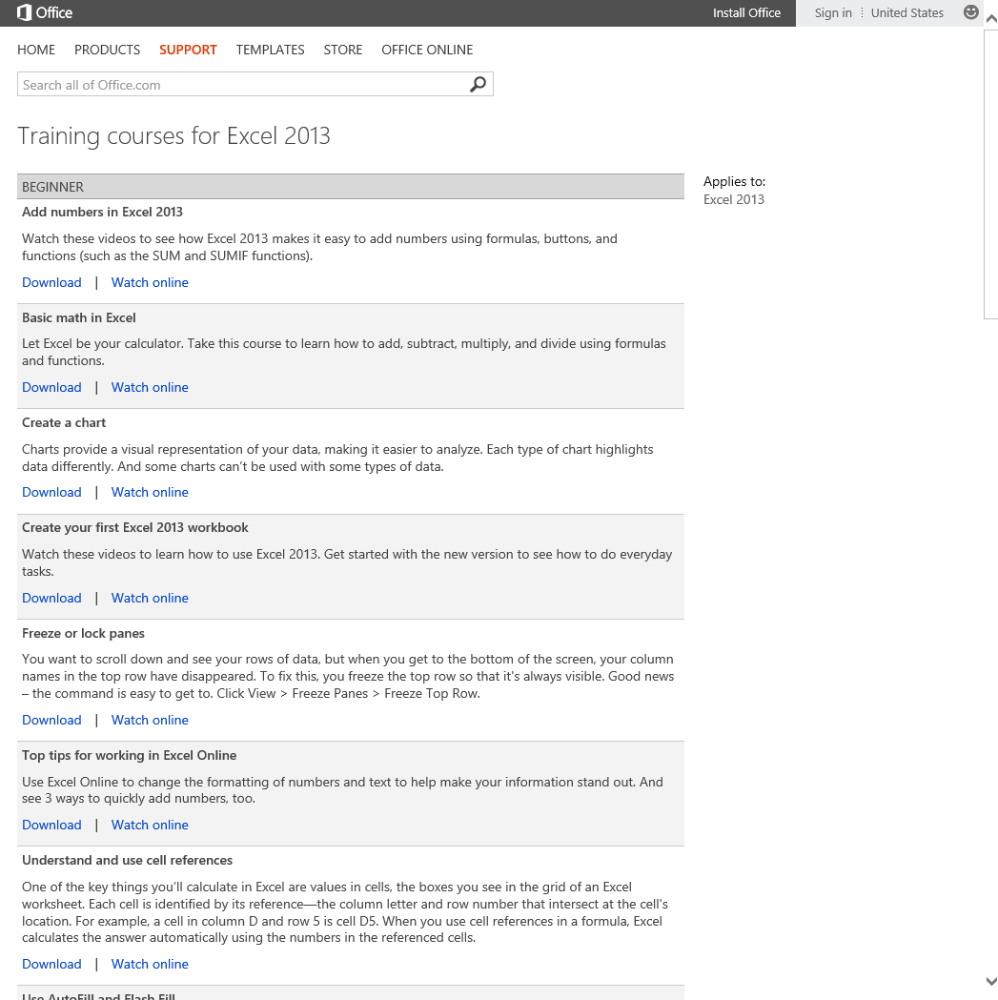 Office
Install Office
Sign in
United States
HOME PRODUCTS SUPPORT TEMPLATES STORE OFFICE ONLINE
Search all of Office.com
Training courses for Excel 2013
BEGINNER
Applies to:
Excel 2013
Add numbers in Excel 2013
Watch these videos to see how Excel 2013 makes it easy to add numbers using formulas, buttons, and
functions (such as the SUM and SUMIF functions).
Download | Watch online
Basic math in Excel
Let Excel be your calculator. Take this course to learn how to add, subtract, multiply, and divide using formulas
and functions.
Download | Watch online
Create a chart
Charts provide a visual representation of your data, making it easier to analyze. Each type of chart highlights
data differently. And some charts can't be used with some types of data.
Download | Watch online
Create your first Excel 2013 workbook
Watch these videos to learn how to use Excel 2013. Get started with the new version to see how to do everyday
tasks.
Download | Watch online
Freeze or lock panes
You want to scroll down and see your rows of data, but when you get to the bottom of the screen, your column
names in the top row have disappeared. To fix this, you freeze the top row so that it's always visible. Good news
– the command is easy to get to. Click View > Freeze Panes > Freeze Top Row.
Download | Watch online
Top tips for working in Excel Online
Use Excel Online to change the formatting of numbers and text to help make your information stand out. And
see 3 ways to quickly add numbers, too.
Download | Watch online
Understand and use cell references
One of the key things you'll calculate in Excel are values in cells, the boxes you see in the grid of an Excel
worksheet. Each cell is identified by its reference—the column letter and row number that intersect at the cell's
location. For example, a cell in column D and row 5 is cell D5. When you use cell references in a formula, Excel
calculates the answer automatically using the numbers in the referenced cells.
Download | Watch online
Use AutoFill and Flash Fill